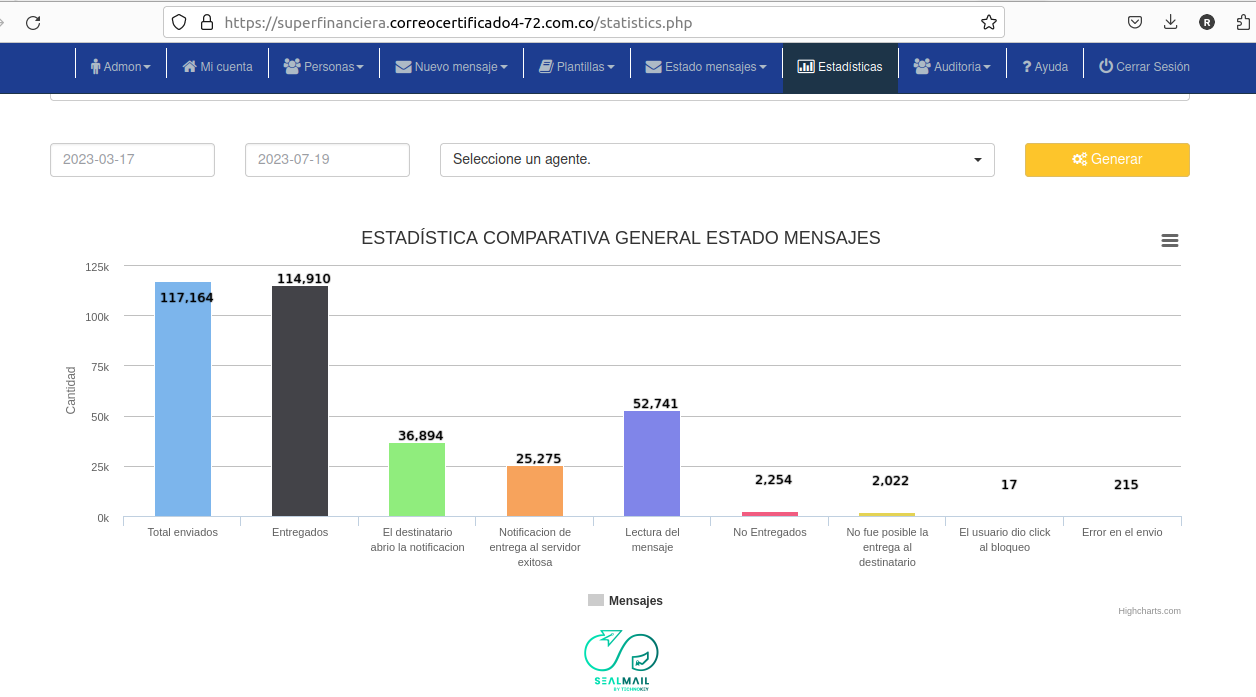 https://superfinanciera.correocertificado4-72.com.co/statistics.php
R
Admon
Mi cuenta
Personas
Nuevo mensaje
Plantillas
Estado mensajes
Estadísticas
Auditoria
? Ayuda
Cerrar Sesión
2023-03-17
2023-07-19
Seleccione un agente.
Generar
ESTADÍSTICA COMPARATIVA GENERAL ESTADO MENSAJES
Cantidad
125k
100k
75k
50k
25k
0k
117,164
114,910
36,894
25,275
52,741
2,254
2,022
17
215
Total enviados
Entregados
El destinatario
abrio la notificacion
Notificacion de
entrega al servidor
exitosa
Lectura del
mensaje
No Entregados
No fue posible la
entrega al
destinatario
El usuario dio click
al bloqueo
Error en el envio
Mensajes
Highcharts.com
SEALMAIL
BY TECHNOKEY